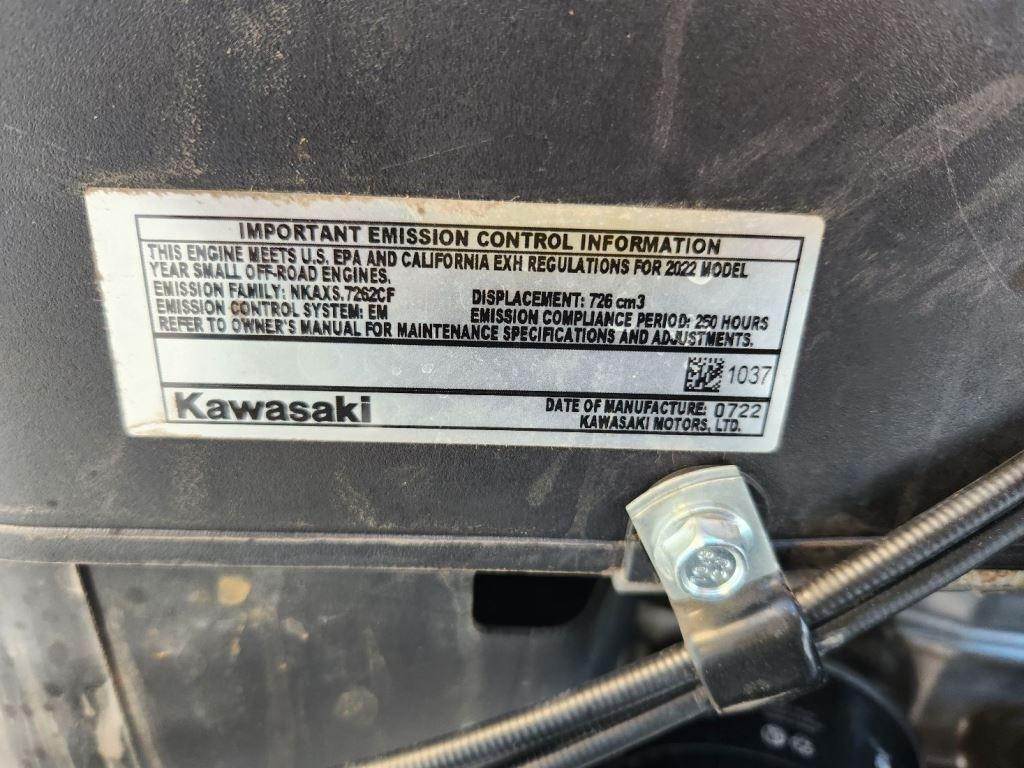 IMPORTANT EMISSION CONTROL INFORMATION
THIS ENGINE MEETS U.S. EPA AND CALIFORNIA EXH REGULATIONS FOR 2022 MODEL
YEAR SMALL OFF-ROAD ENGINES.
EMISSION FAMILY: NKAXS.7262CF DISPLACEMENT: 726 cm3
EMISSION CONTROL SYSTEM: EM EMISSION COMPLIANCE PERIOD: 250 HOURS
REFER TO OWNER'S MANUAL FOR MAINTENANCE SPECIFICATIONS AND ADJUSTMENTS.
1037
Kawasaki DATE OF MANUFACTURE: 0722
KAWASAKI MOTORS, LTD.